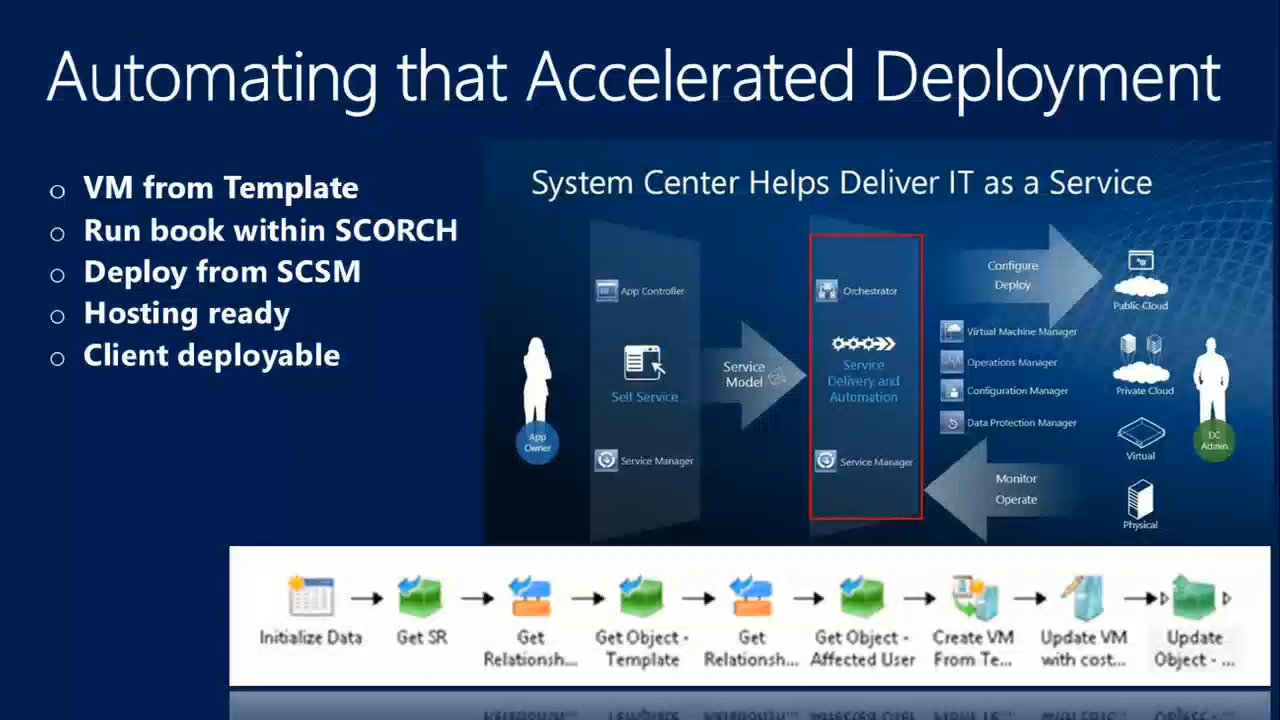 Automating that Accelerated Deployment
VM from Template
Run book within SCORCH
Deploy from SCSM
Hosting ready
Client deployable
System Center Helps Deliver IT as a Service
App Controller
Self Service
Service Manager
App
Owner
Service
Model
Orchestrator
Service
Delivery and
Automation
Service Manager
Configure
Deploy
Virtual Machine Manager
Operations Manager
Configuration Manager
Data Protection Manager
Monitor
Operate
Public Cloud
Private Cloud
Virtual
Physical
DC
Admin
Initialize Data
Get SR
Get
Relationsh...
Get Object -
Template
Get
Relationsh...
Get Object -
Affected User
Create VM
From Te...
Update VM
with cost...
Update
Object - ...